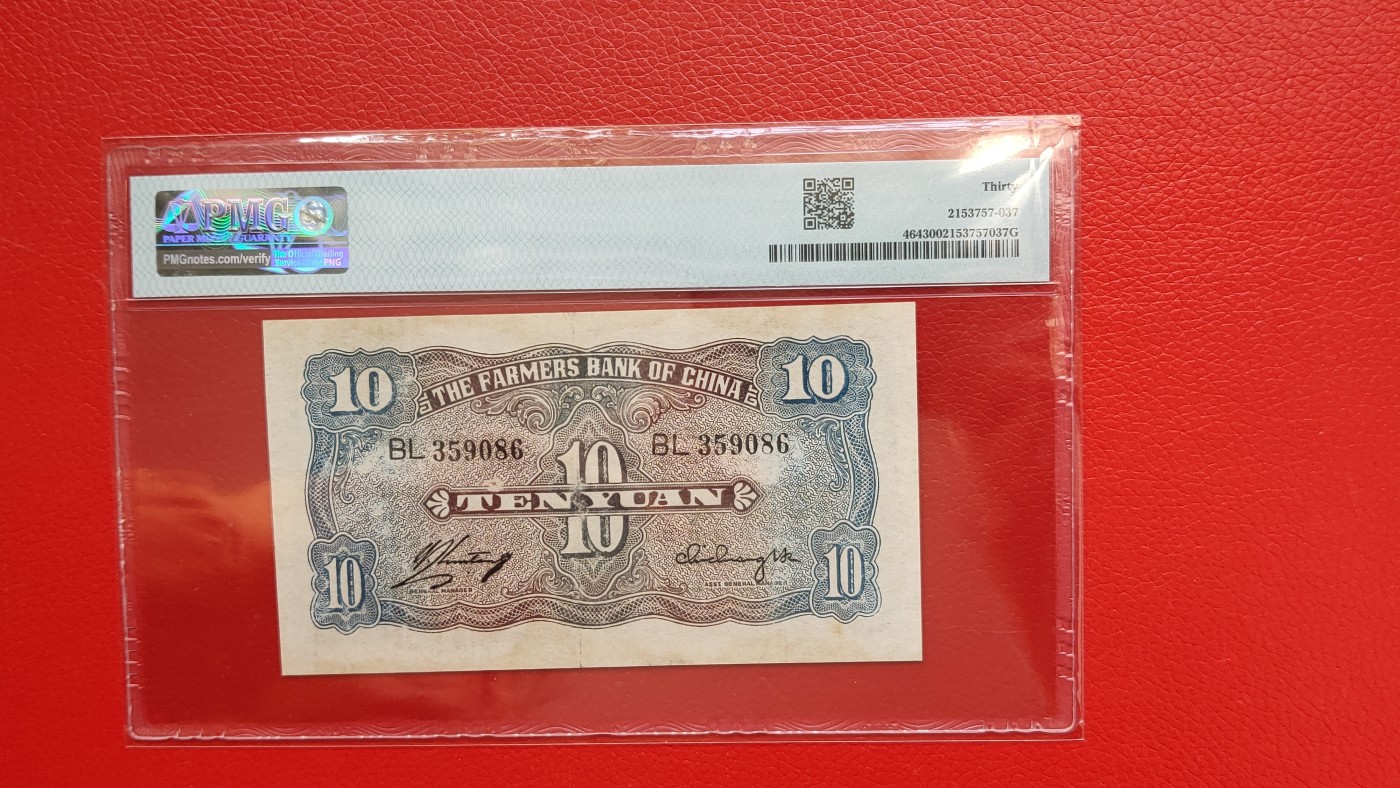 PMG
PAPER MONEY GUARANTY
PMGnotes.com/verify
The Official Grading
Service of the PNG
Thirty
2153757-037
4643002153757037G
10 THE FARMERS BANK OF CHINA 10
BL 359086 BL 359086
10
TEN YUAN
10
GENERAL MANAGER
ASST. GENERAL MANAGER
10 10